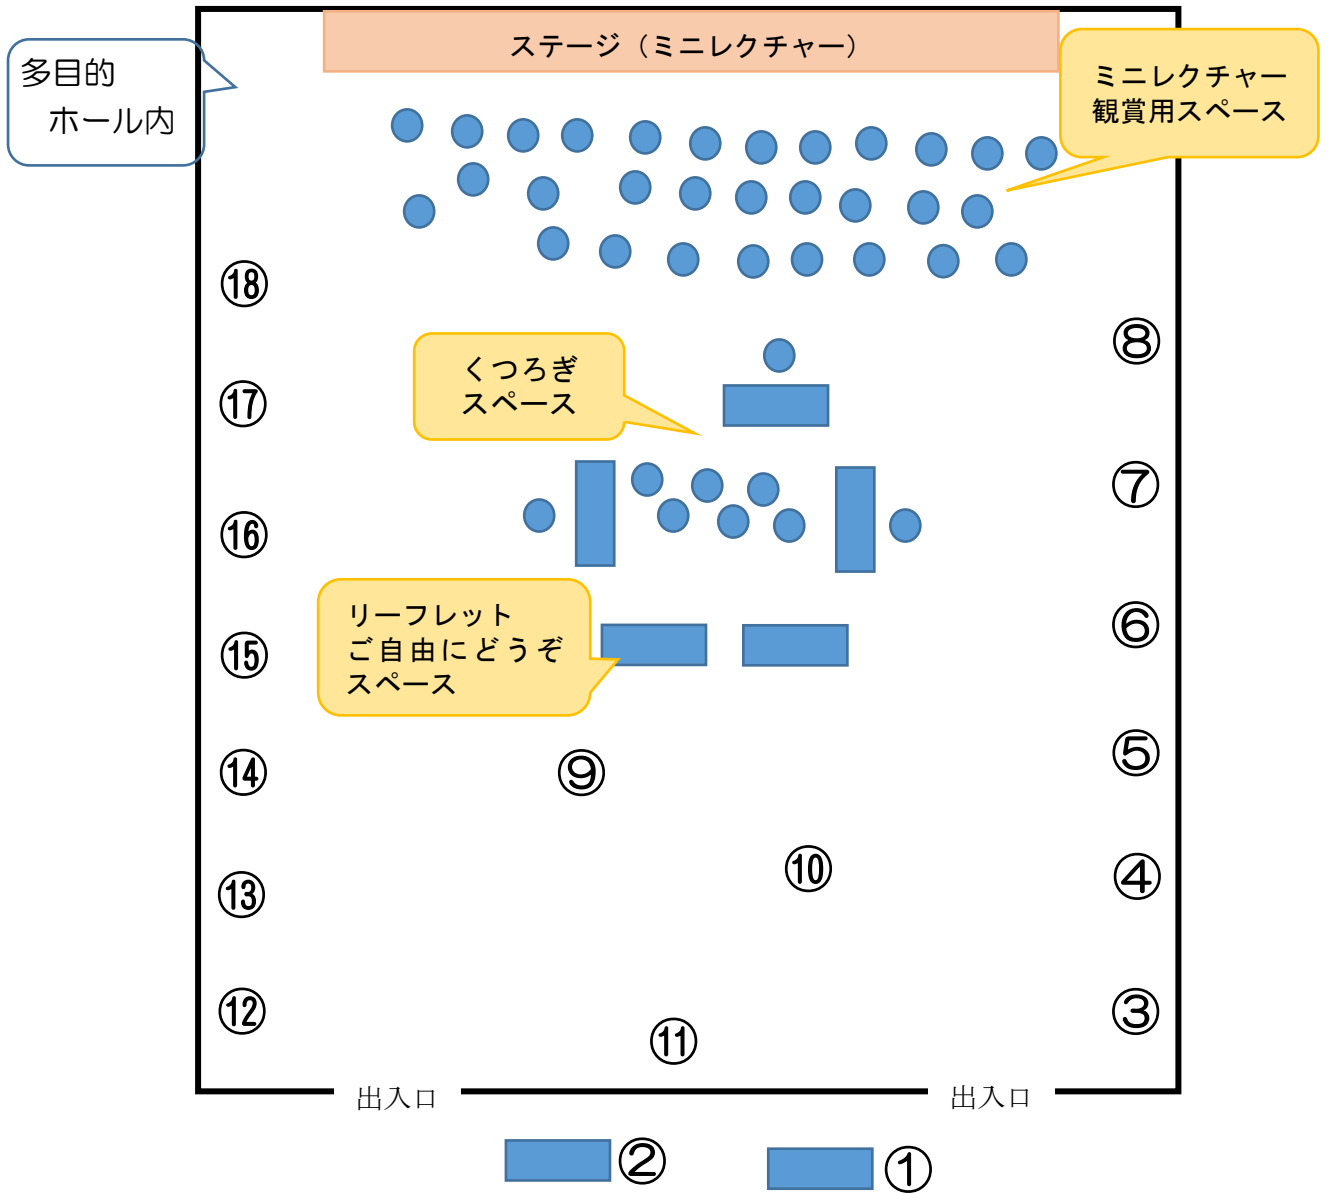 ステージ（ミニレクチャー）
多目的
ホール内
ミニレクチャー
観賞用スペース
⑱
⑧
くつろぎ
スペース
⑰
⑦
⑯
リーフレット
ご自由にどうぞ
スペース
⑥
⑮
⑤
⑭
⑨
⑩
④
⑬
⑫
③
⑪
出入口
出入口
②
①